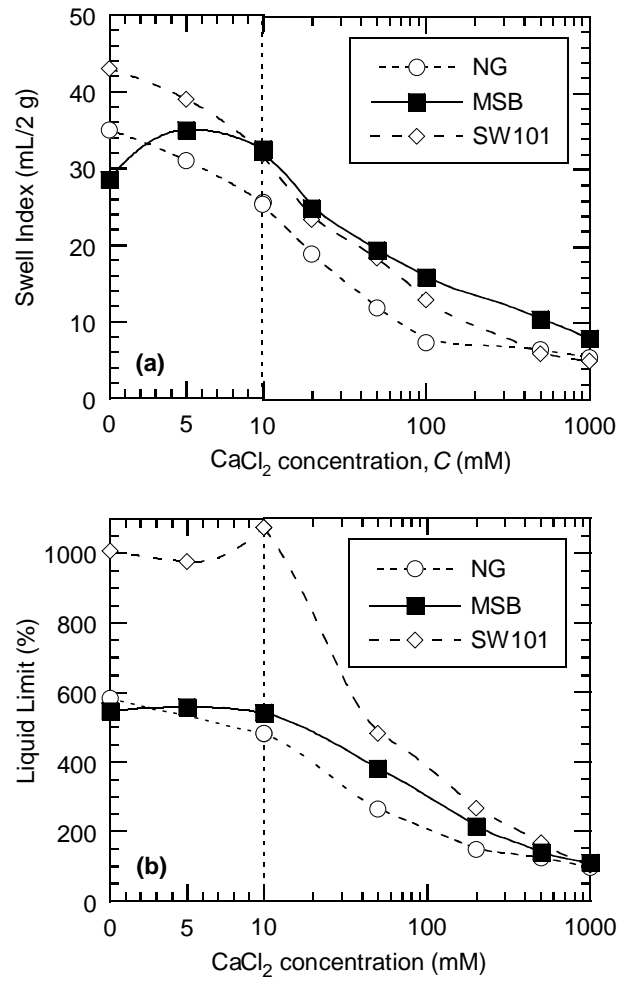 50
40
30
20
10
0
Swell Index (mL/2 g)
NG
MSB
SW101
(a)
0 5 10 100 1000
CaCl2 concentration, C (mM)
1000
800
600
400
200
0
Liquid Limit (%)
NG
MSB
SW101
(b)
0 5 10 100 1000
CaCl2 concentration (mM)